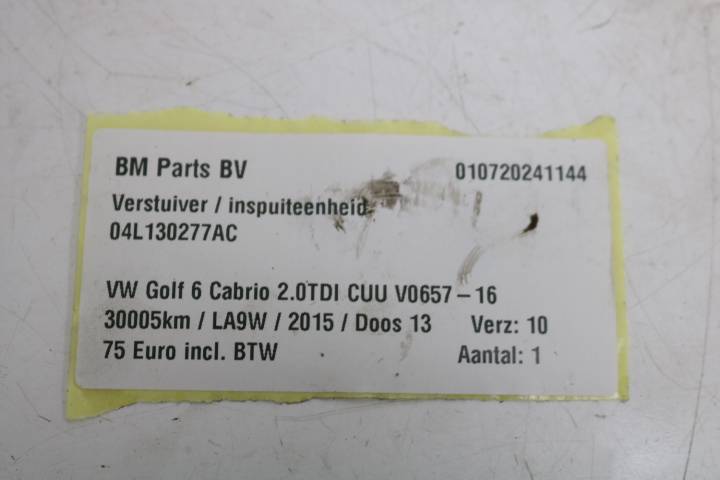 BM Parts BV 010720241144
Verstuiver / inspuiteenheid
04L130277AC
VW Golf 6 Cabrio 2.0TDI CUU V0657-16
30005km / LA9W / 2015 / Doos 13 Verz: 10
75 Euro incl. BTW Aantal: 1